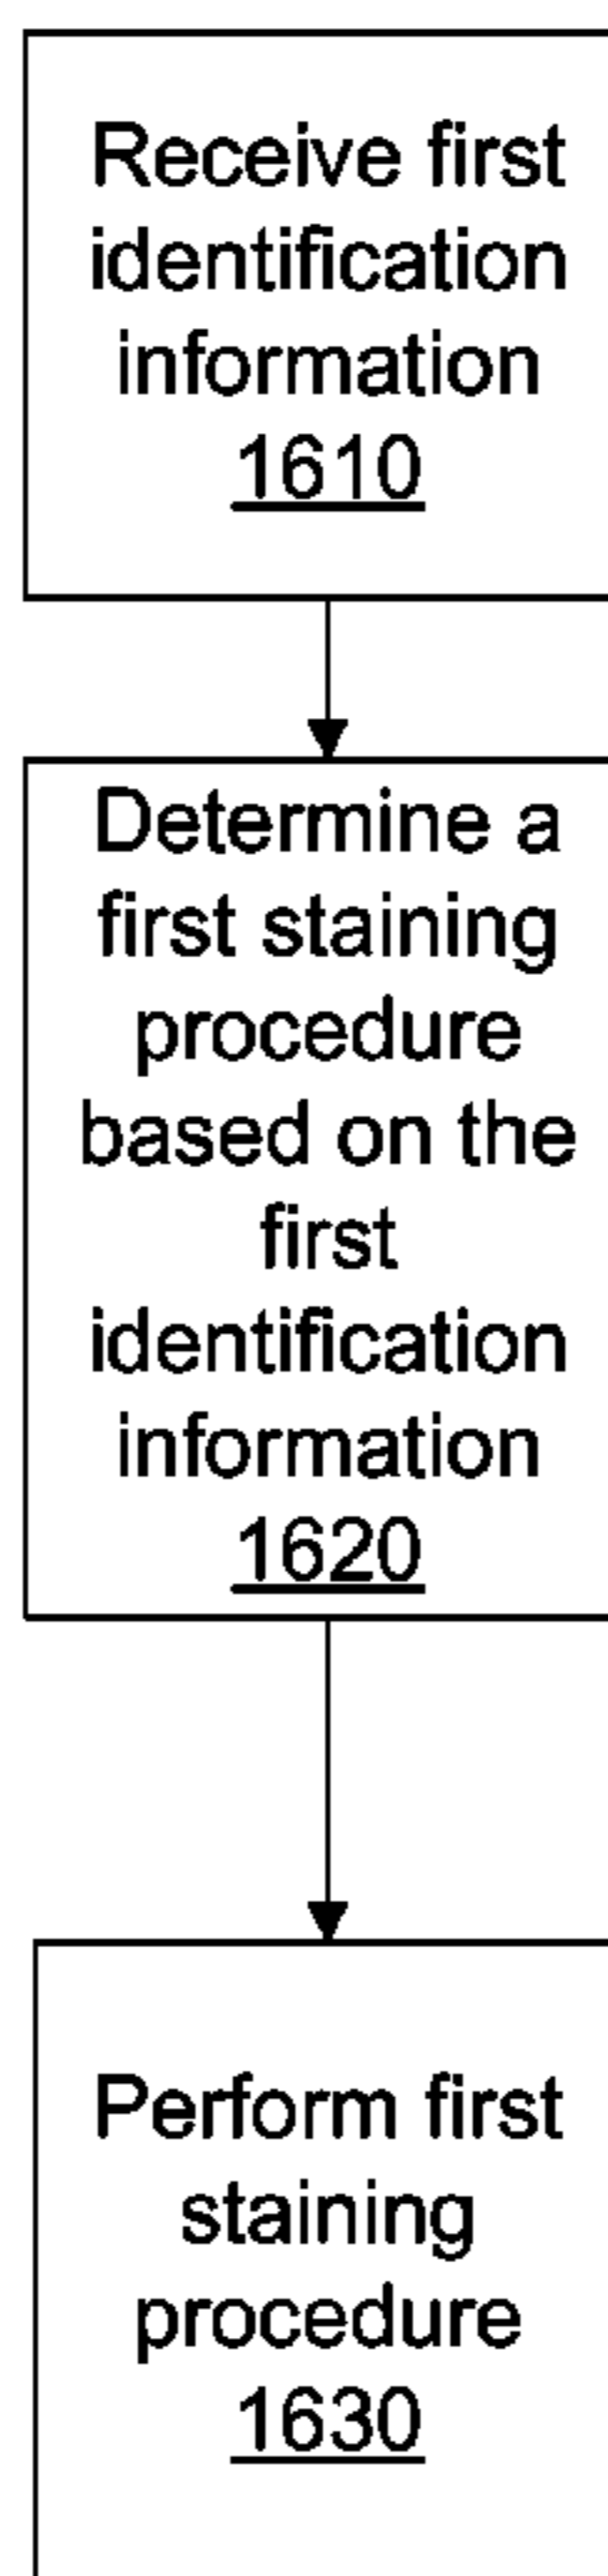 Receive first
identification
information
1610
Determine a
first staining
procedure
based on the
first
identification
information
1620
Perform first
staining
procedure
1630